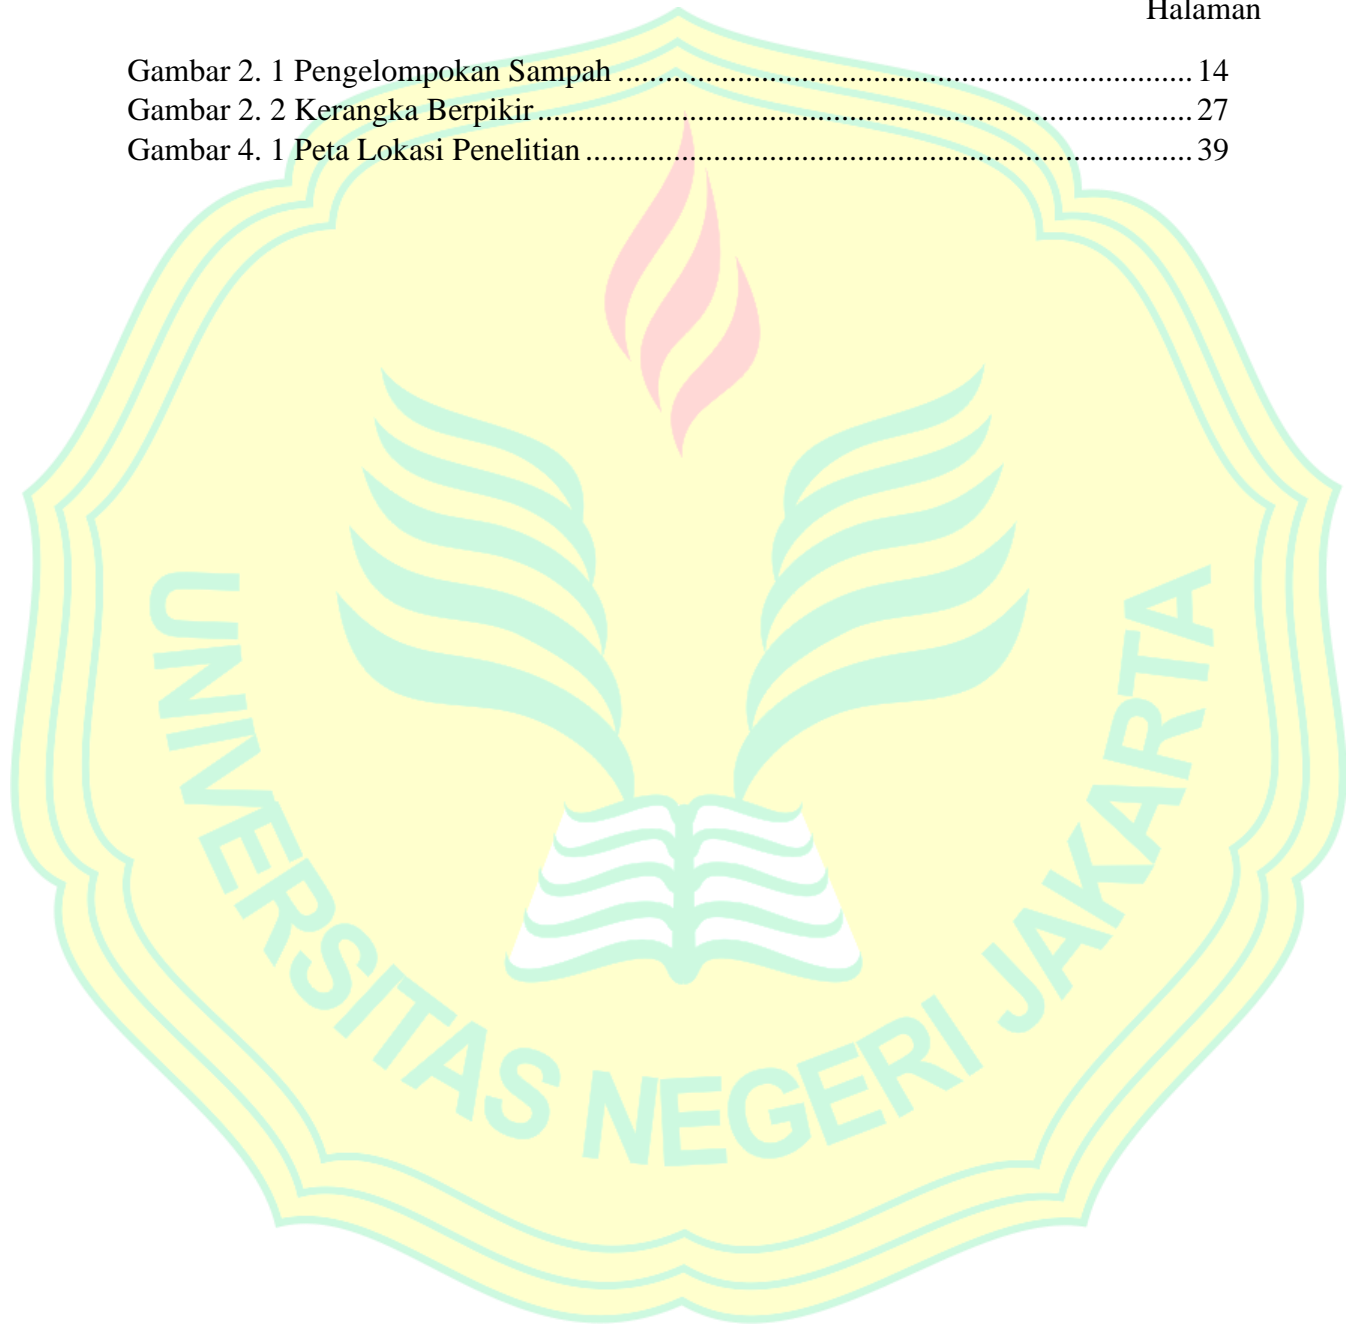 Halaman
Gambar 2. 1 Pengelompokan Sampah ........................................................................ 14
Gambar 2. 2 Kerangka Berpikir .................................................................................. 27
Gambar 4. 1 Peta Lokasi Penelitian ............................................................................ 39
UNIVERSITAS NEGERI JAKARTA